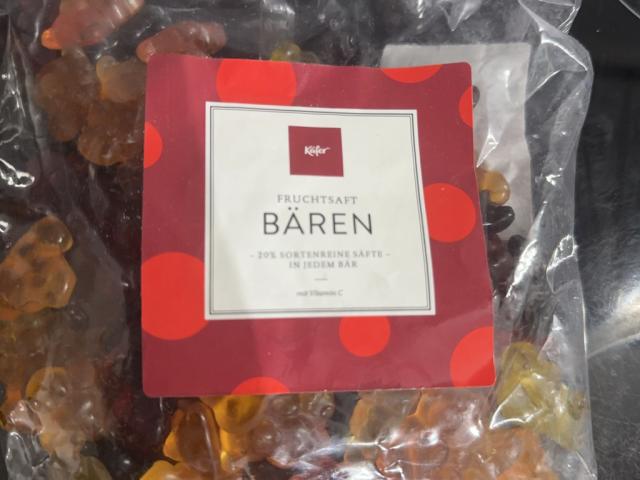 Käfer
FRUCHTSAFT
BÄREN
- 20% SORTENREINE SÄFTE -
IN JEDEM BÄR
mit Vitamin C